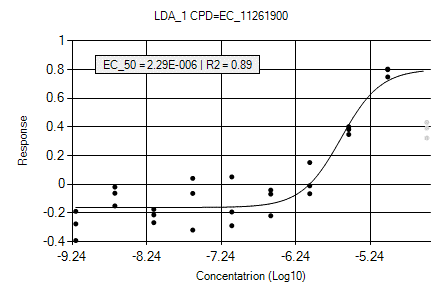 LDA_1 CPD=EC_11261900
1
EC_50 = 2.29E-006 | R2 = 0.89
0.8
0.6
0.4
0.2
0
-0.2
-0.4
Response
-9.24 -8.24 -7.24 -6.24 -5.24
Concentatrion (Log10)